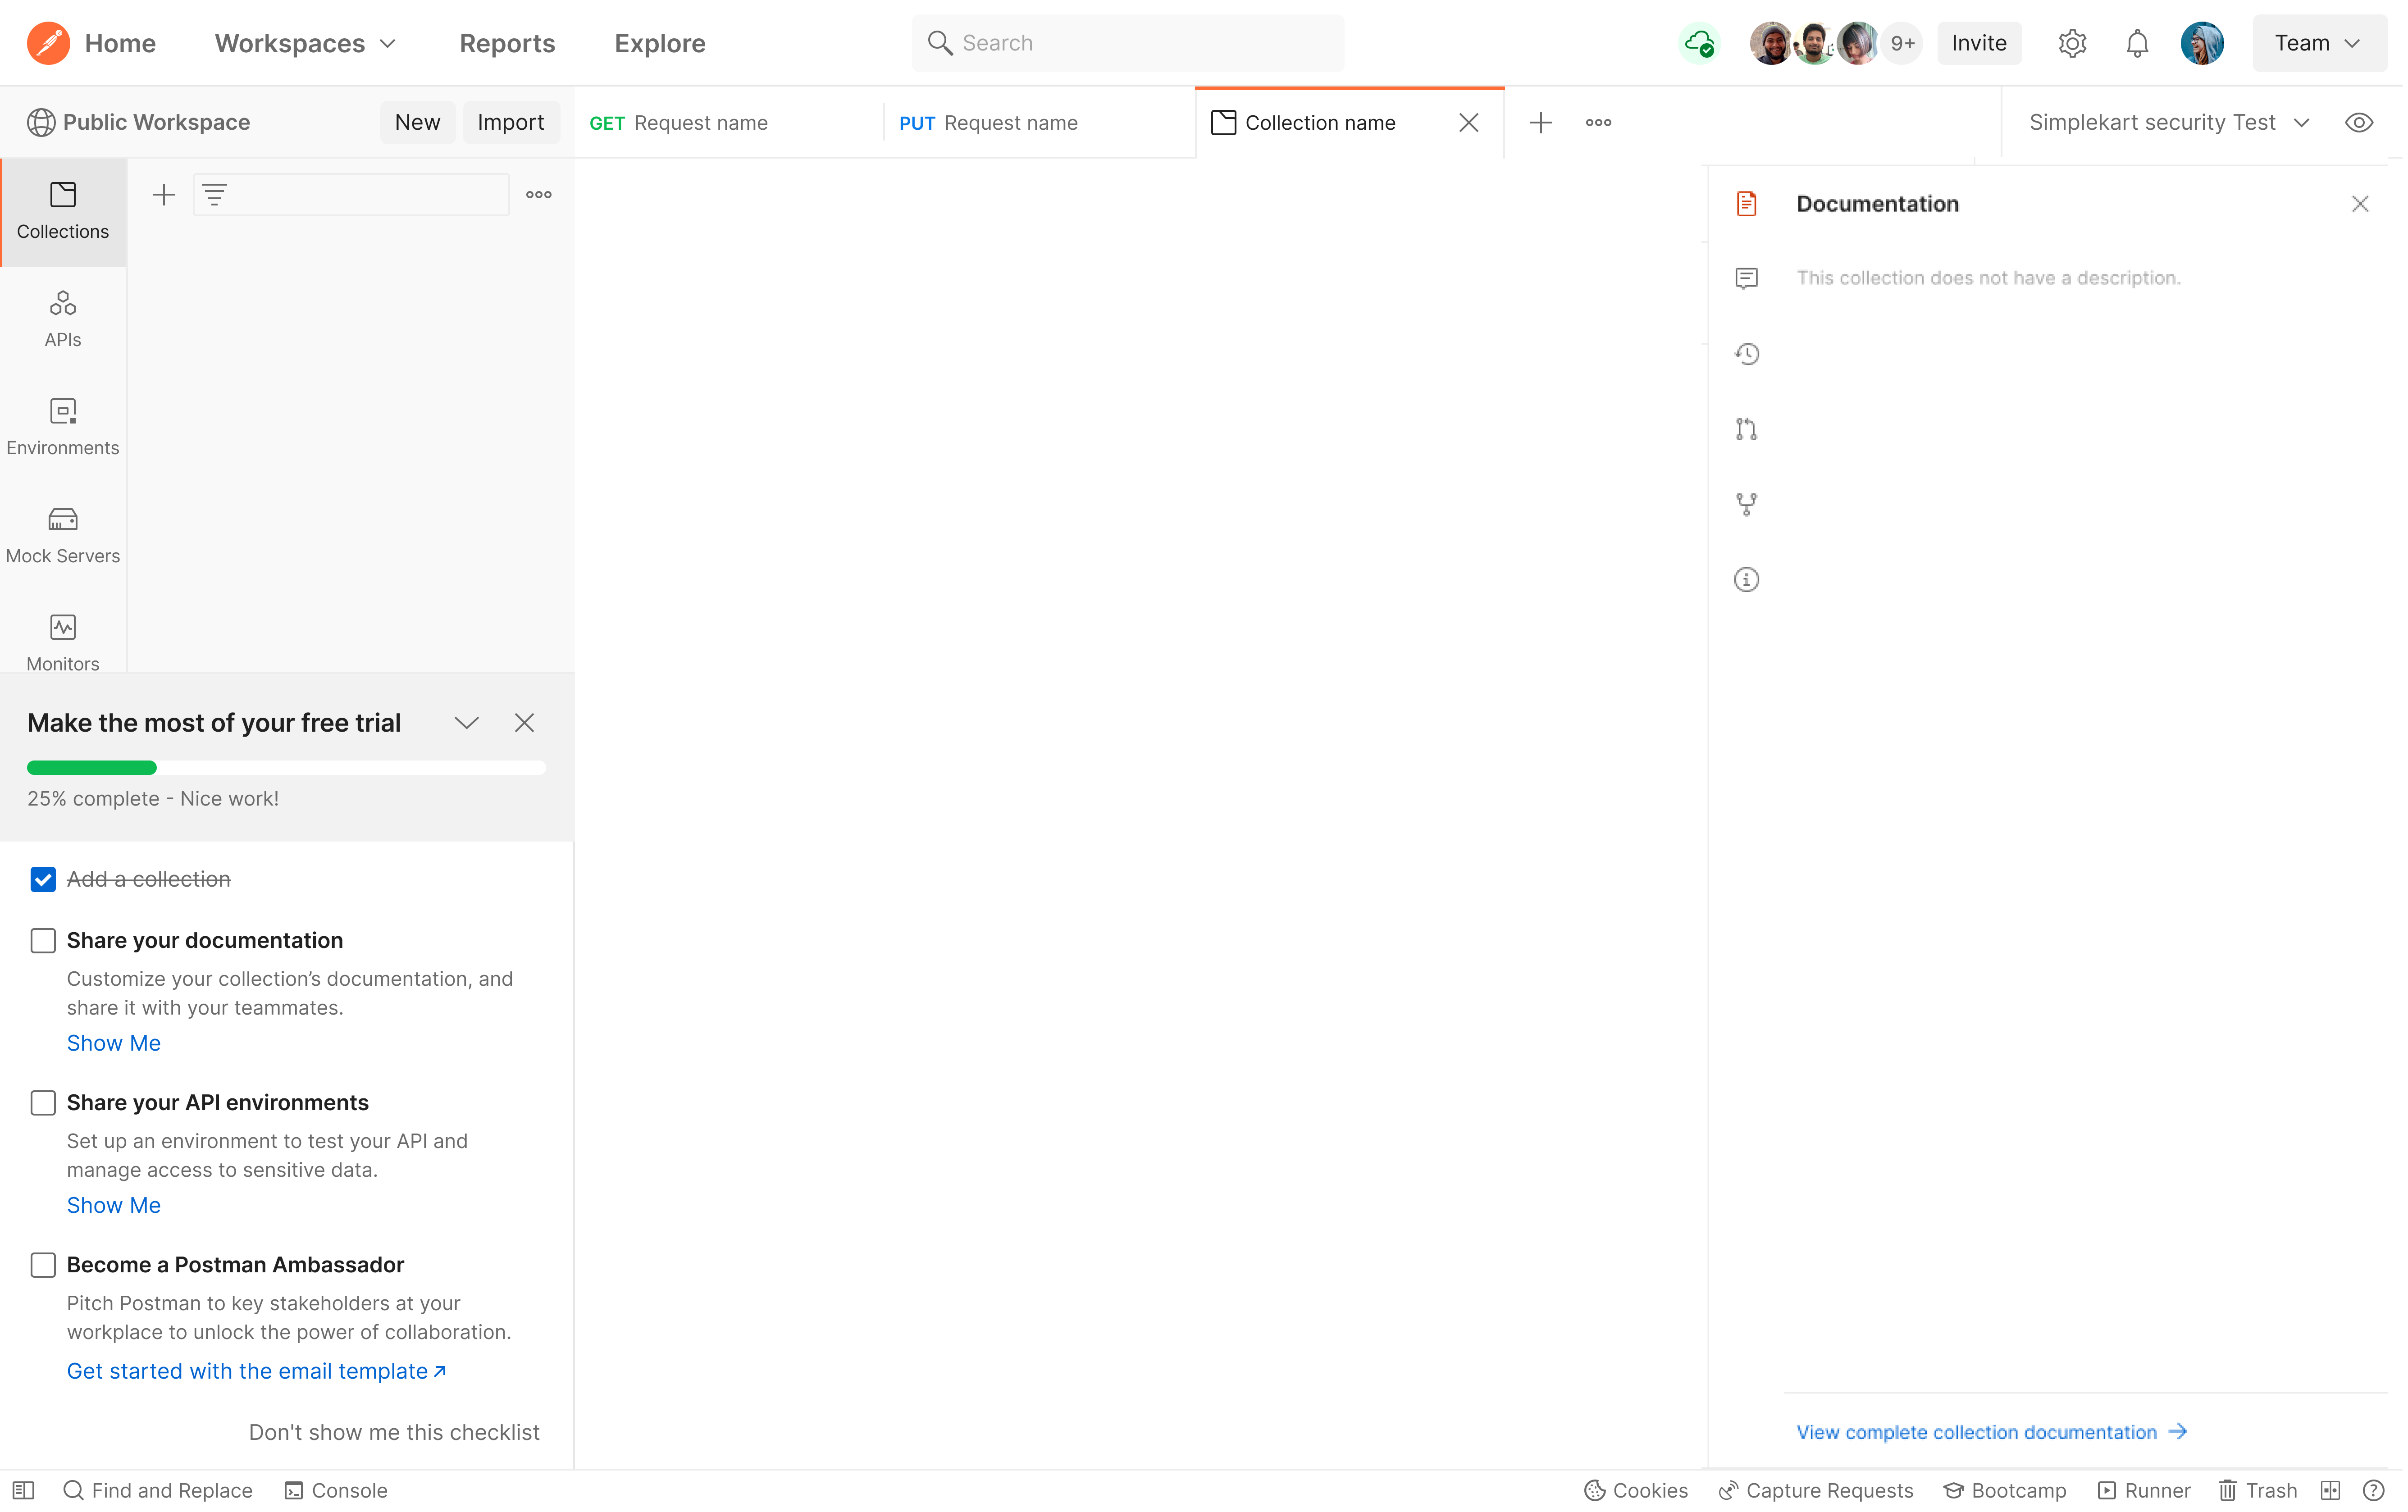 Home
Workspaces
Reports
Explore
Search
9+
Invite
Team
Public Workspace
New
Import
GET Request name
PUT Request name
Collection name
Simplekart security Test
Collections
APIs
Environments
Mock Servers
Monitors
Documentation
This collection does not have a description.
Make the most of your free trial
25% complete - Nice work!
Add a collection
Share your documentation
Customize your collection’s documentation, and
share it with your teammates.
Show Me
Share your API environments
Set up an environment to test your API and
manage access to sensitive data.
Show Me
Become a Postman Ambassador
Pitch Postman to key stakeholders at your
workplace to unlock the power of collaboration.
Get started with the email template
Don't show me this checklist
View complete collection documentation
Find and Replace
Console
Cookies
Capture Requests
Bootcamp
Runner
Trash